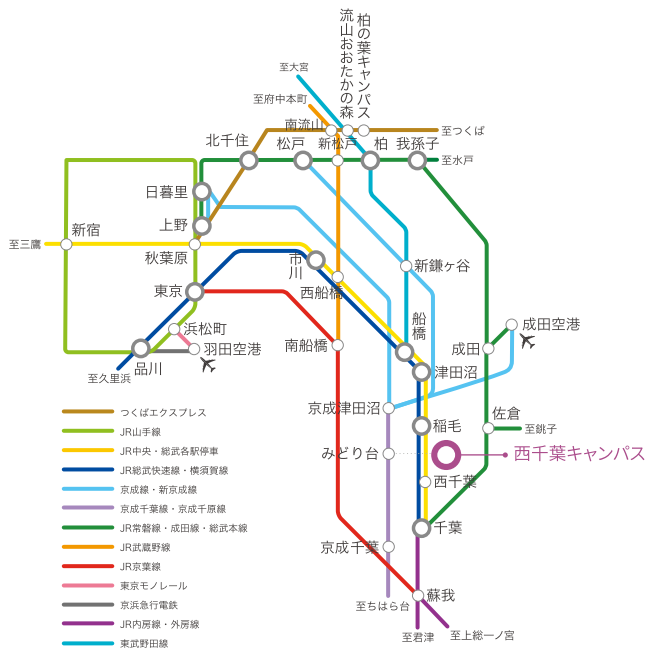 流山おおたかの森
柏の葉キャンパス
至大宮
至府中本町
南流山
至つくば
北千住
松戸
新松戸
柏
我孫子
至水戸
日暮里
上野
新宿
至三鷹
秋葉原
市川
新鎌ヶ谷
東京
西船橋
浜松町
船橋
成田空港
羽田空港
南船橋
成田
品川
津田沼
至久里浜
京成津田沼
佐倉
稲毛
至銚子
みどり台
西千葉キャンパス
西千葉
千葉
京成千葉
蘇我
至ちはら台
至君津
至上総一ノ宮
つくばエクスプレス
JR山手線
JR中央・総武各駅停車
JR総武快速線・横須賀線
京成線・新京成線
京成千葉線・京成千原線
JR常磐線・成田線・総武本線
JR武蔵野線
JR京葉線
東京モノレール
京浜急行電鉄
JR内房線・外房線
東武野田線